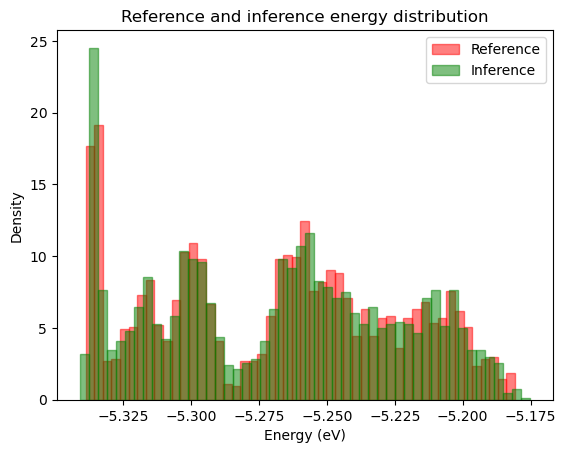 Reference and inference energy distribution
Reference
Inference
25
20
15
10
5
0
Density
−5.325
−5.300
−5.275
−5.250
−5.225
−5.200
−5.175
Energy (eV)